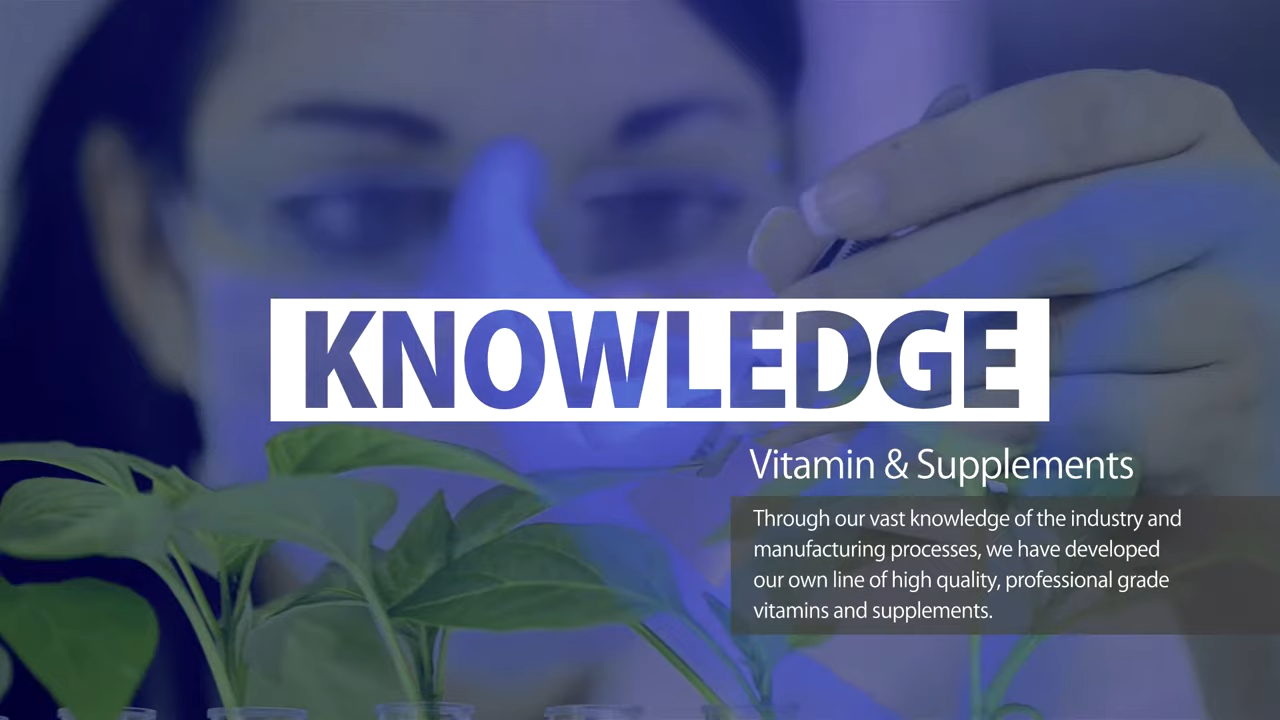 KNOWLEDGE
Vitamin & Supplements
Through our vast knowledge of the industry and
manufacturing processes, we have developed
our own line of high quality, professional grade
vitamins and supplements.